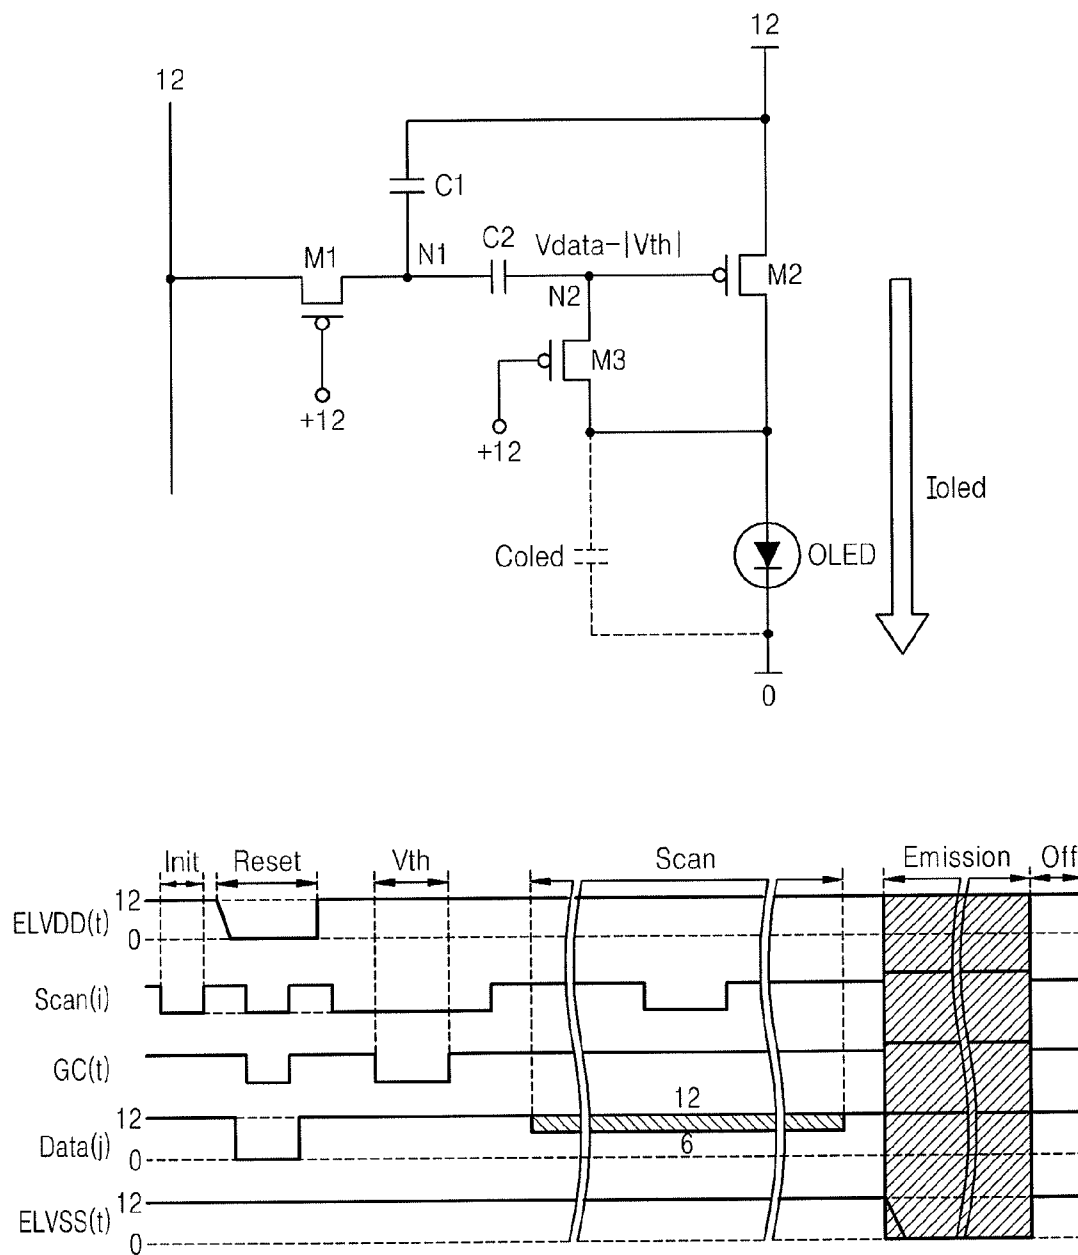 12
12
C1
M1
N1
C2
Vdata-|Vth|
M2
N2
M3
+12
+12
Ioled
Coled
OLED
0
Init
Reset
Vth
Scan
Emission
Off
ELVDD(t)
12
0
Scan(i)
GC(t)
Data(j)
12
0
12
6
ELVSS(t)
12
0